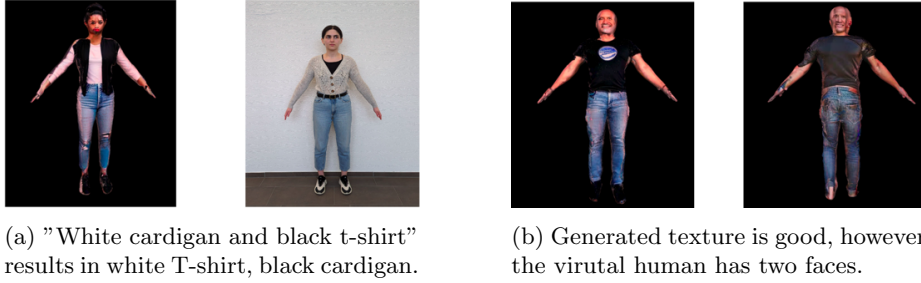 (a) ”White cardigan and black t-shirt”
results in white T-shirt, black cardigan.
(b) Generated texture is good, however
the virutal human has two faces.